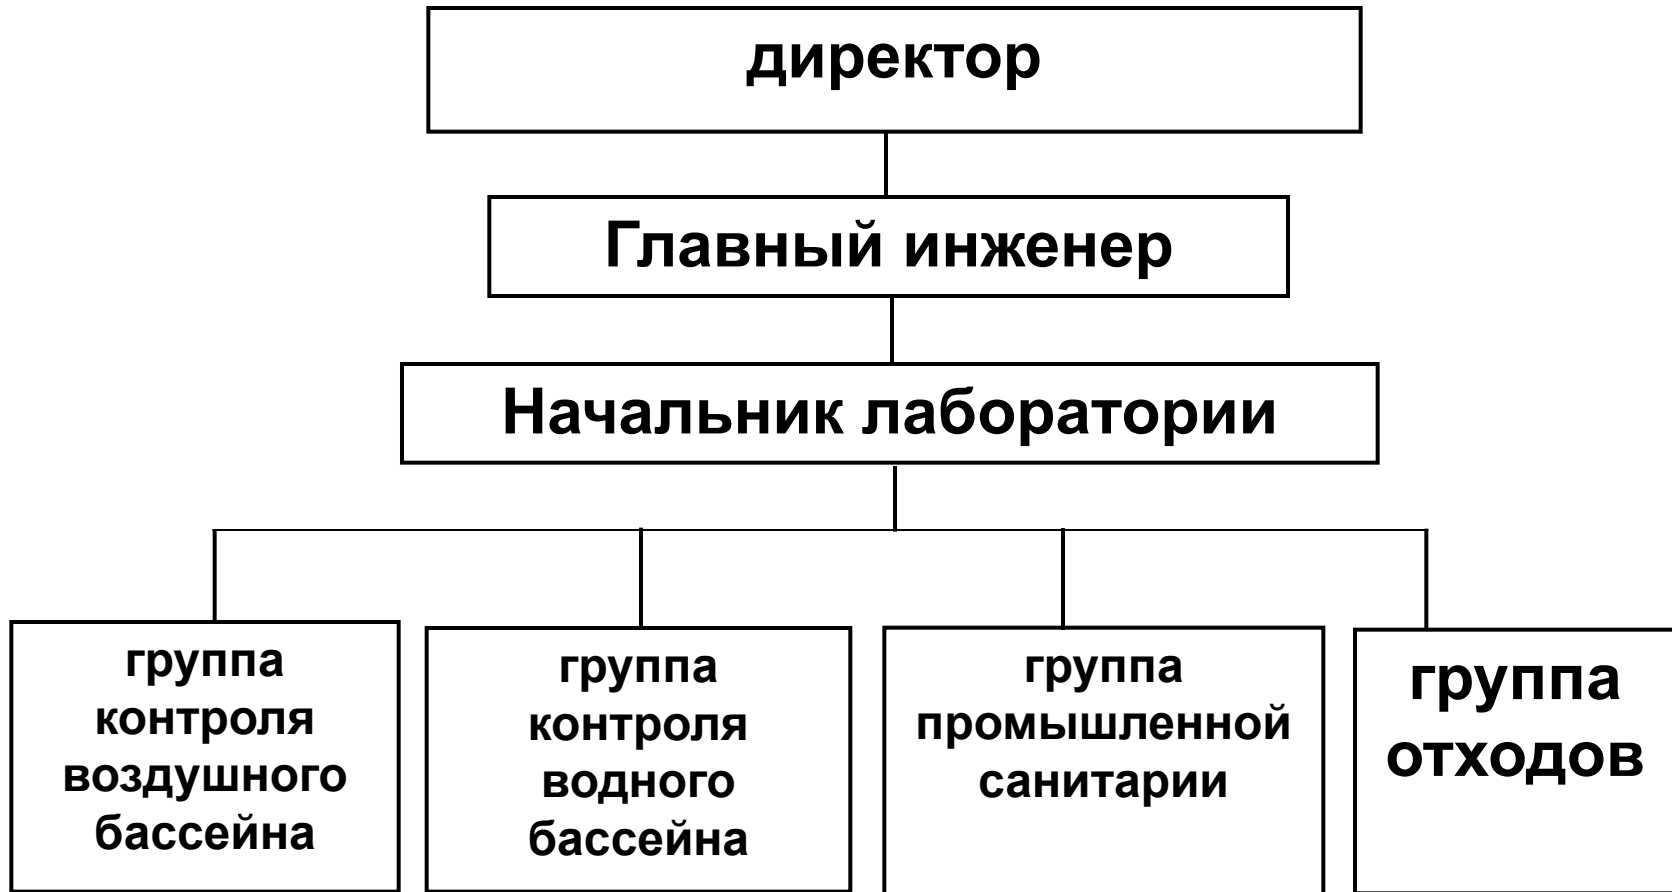 директор
Главный инженер
Начальник лаборатории
группа
контроля
воздушного
бассейна
группа
контроля
водного
бассейна
группа
промышленной
санитарии
группа
отходов